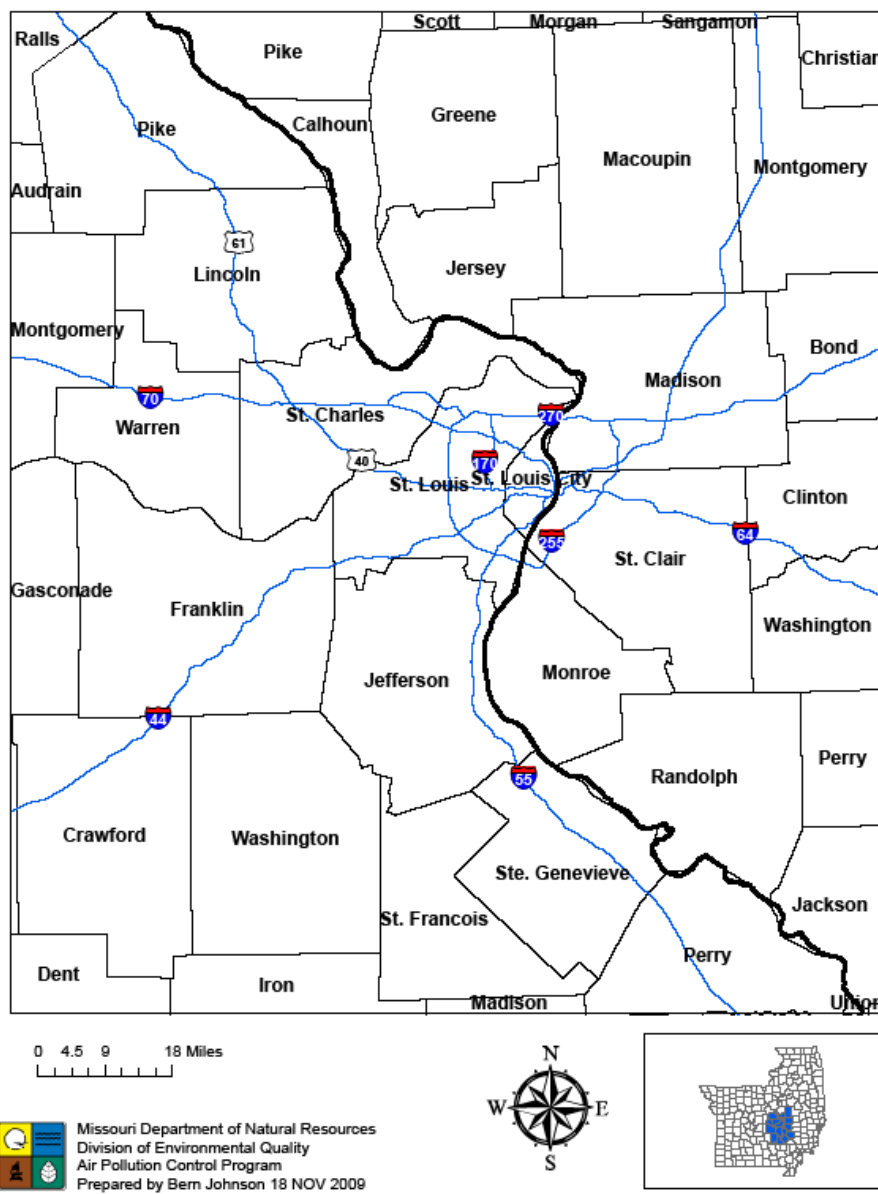 Scott
Morgan
Sangamon
Ralls
Pike
Christian
Greene
Calhoun
Pike
Macoupin
Montgomery
Audrain
61
Jersey
Lincoln
Montgomery
Bond
Madison
70
St. Charles
270
Warren
40
170
St. Louis
St. Louis City
Clinton
64
255
St. Clair
Gasconade
Franklin
Washington
Monroe
Jefferson
44
Perry
55
Randolph
Crawford
Washington
Ste. Genevieve
Jackson
St. Francois
Perry
Dent
Iron
Madison
Union
0 4.5 9 18 Miles
N
W E
S
Missouri Department of Natural Resources
Division of Environmental Quality
Air Pollution Control Program
Prepared by Bern Johnson 18 NOV 2009